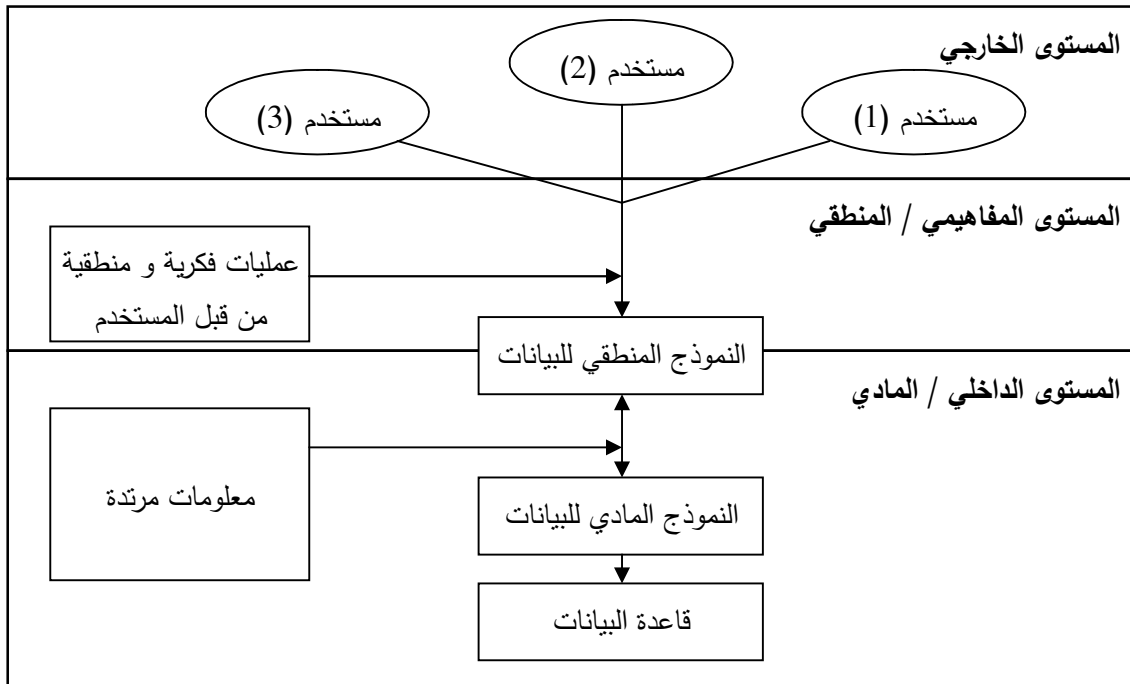 المستوى الخارجي
مستخدم (1)
مستخدم (2)
مستخدم (3)
المستوى المفاهيمي / المنطقي
عمليات فكرية و منطقية
من قبل المستخدم
النموذج المنطقي للبيانات
المستوى الداخلي / المادي
معلومات مرتدة
النموذج المادي للبيانات
قاعدة البيانات